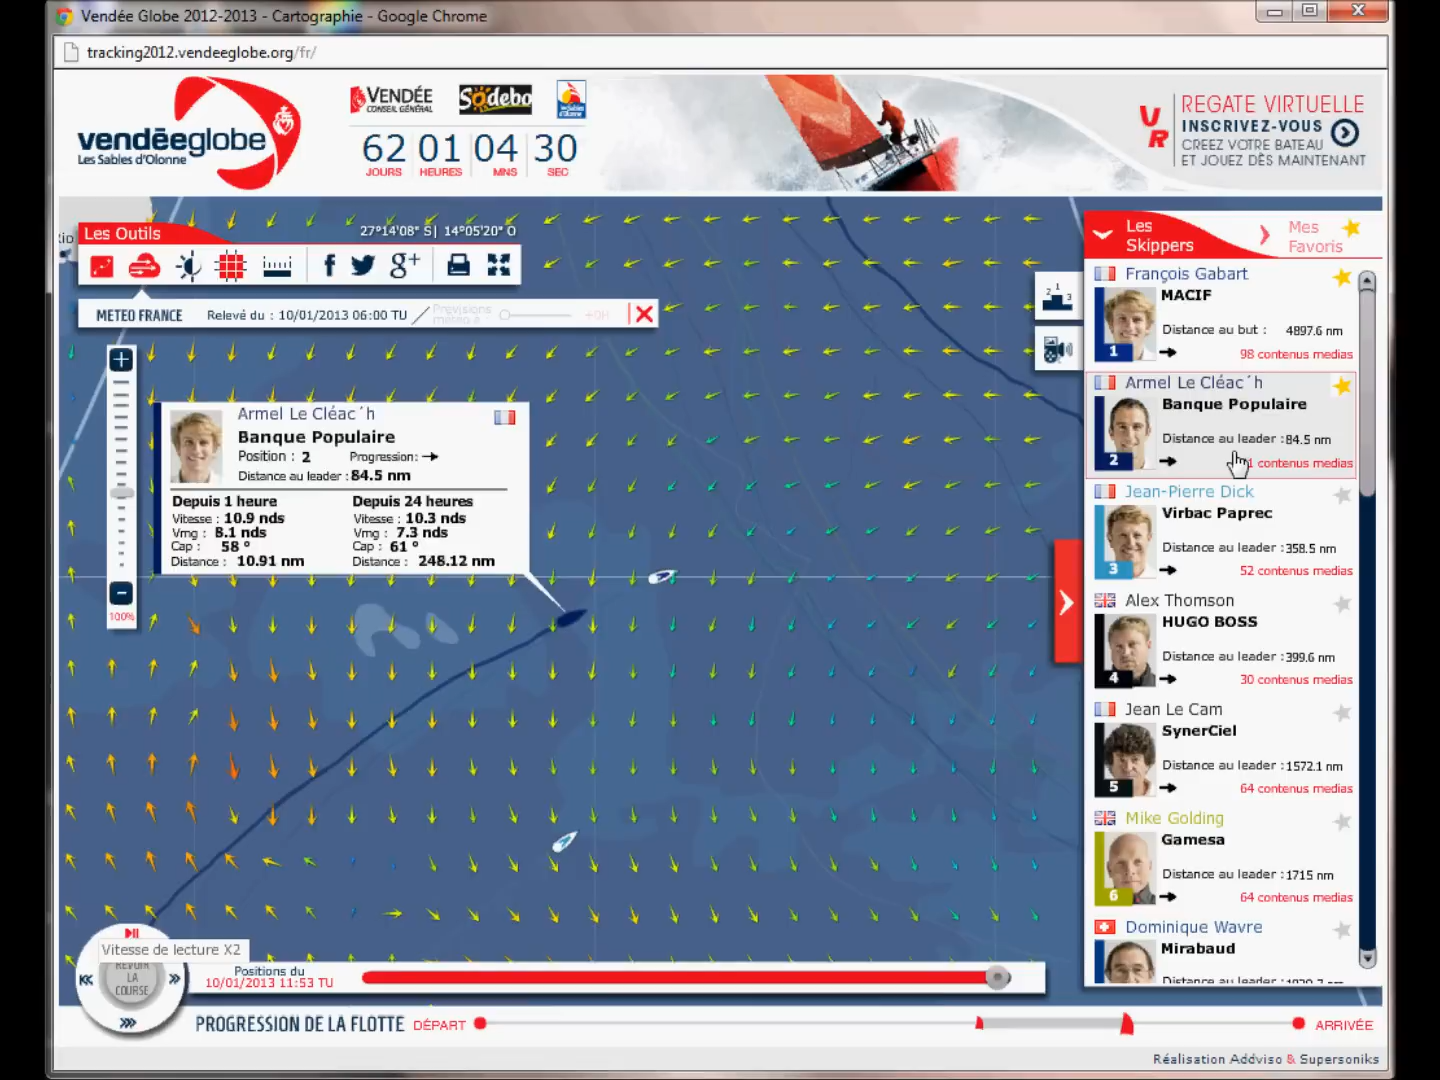 Vendée Globe 2012-2013 - Cartographie - Google Chrome
tracking2012.vendeeglobe.org/fr/
vendéeglobe
Les Sables d'Olonne
VENDÉE
CONSEIL GÉNÉRAL
Sodebo
62 01 04 30
JOURS HEURES MNS SEC
VR
REGATE VIRTUELLE
INSCRIVEZ-VOUS
CREEZ VOTRE BATEAU
ET JOUEZ DÈS MAINTENANT
Les Outils
27°14'08" S| 14°05'20" O
METEO FRANCE
Relevé du : 10/01/2013 06:00 TU
Prévisions
météo à
+0H
100%
Armel Le Cléac´h
Banque Populaire
Position : 2 Progression:
Distance au leader : 84.5 nm
Depuis 1 heure
Vitesse : 10.9 nds
Vmg : 8.1 nds
Cap : 58 °
Distance : 10.91 nm
Depuis 24 heures
Vitesse : 10.3 nds
Vmg : 7.3 nds
Cap : 61 °
Distance : 248.12 nm
Les
Skippers
Mes
Favoris
François Gabart
MACIF
Distance au but : 4897.6 nm
1
98 contenus medias
Armel Le Cléac´h
Banque Populaire
Distance au leader : 84.5 nm
2
1 contenus medias
Jean-Pierre Dick
Virbac Paprec
Distance au leader : 358.5 nm
3
52 contenus medias
Alex Thomson
HUGO BOSS
Distance au leader : 399.6 nm
4
30 contenus medias
Jean Le Cam
SynerCiel
Distance au leader : 1572.1 nm
5
64 contenus medias
Mike Golding
Gamesa
Distance au leader : 1715 nm
6
64 contenus medias
Dominique Wavre
Mirabaud
Vitesse de lecture X2
REVOIR
LA
COURSE
Positions du
10/01/2013 11:53 TU
PROGRESSION DE LA FLOTTE DÉPART
ARRIVÉE
Réalisation Addviso & Supersoniks